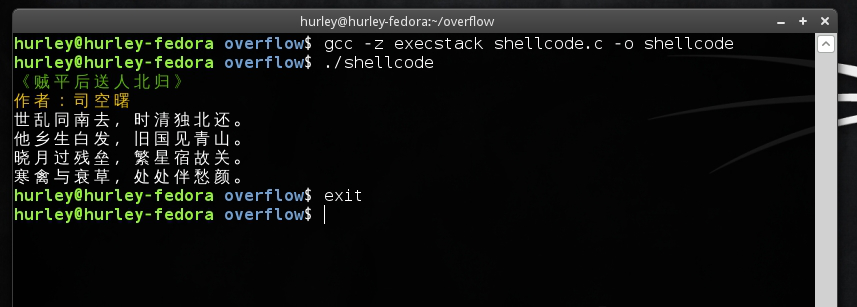 hurley@hurley-fedora:~/overflow
hurley@hurley-fedora overflow$ gcc -z execstack shellcode.c -o shellcode
hurley@hurley-fedora overflow$ ./shellcode
《贼平后送人北归》
作者：司空曙
世乱同南去，时清独北还。
他乡生白发，旧国见青山。
晓月过残垒，繁星宿故关。
寒禽与衰草，处处伴愁颜。
hurley@hurley-fedora overflow$ exit
hurley@hurley-fedora overflow$